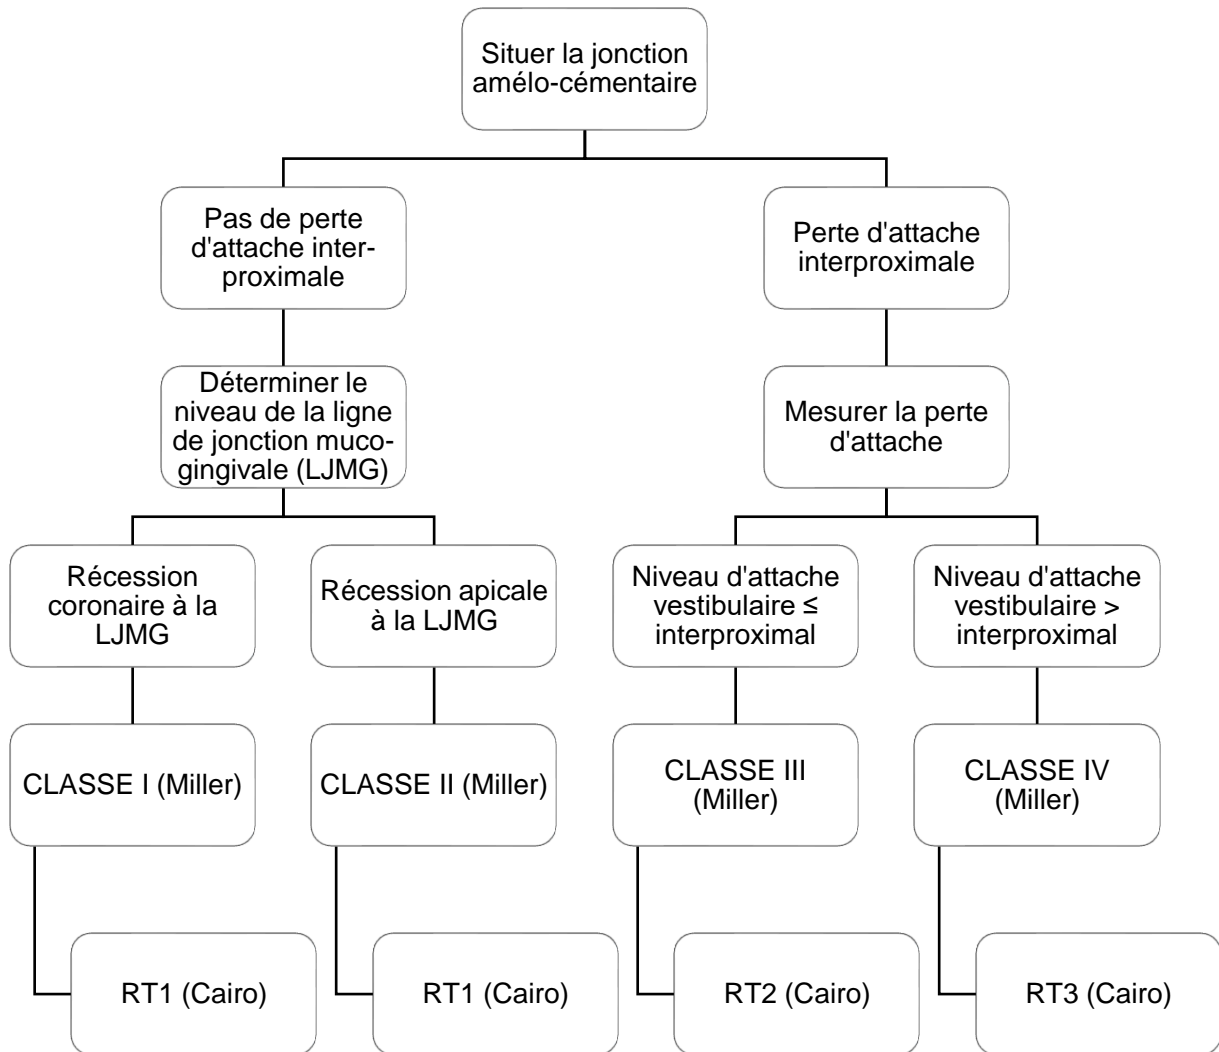 Situer la jonction
amélo-cémentaire
Pas de perte
d'attache inter-
proximale
Perte d'attache
interproximale
Déterminer le
niveau de la ligne
de jonction muco-
gingivale (LJMG)
Mesurer la perte
d'attache
Récession
coronaire à la
LJMG
Récession apicale
à la LJMG
Niveau d'attache
vestibulaire ≤
interproximal
Niveau d'attache
vestibulaire >
interproximal
CLASSE I (Miller)
CLASSE II (Miller)
CLASSE III
(Miller)
CLASSE IV
(Miller)
RT1 (Cairo)
RT1 (Cairo)
RT2 (Cairo)
RT3 (Cairo)